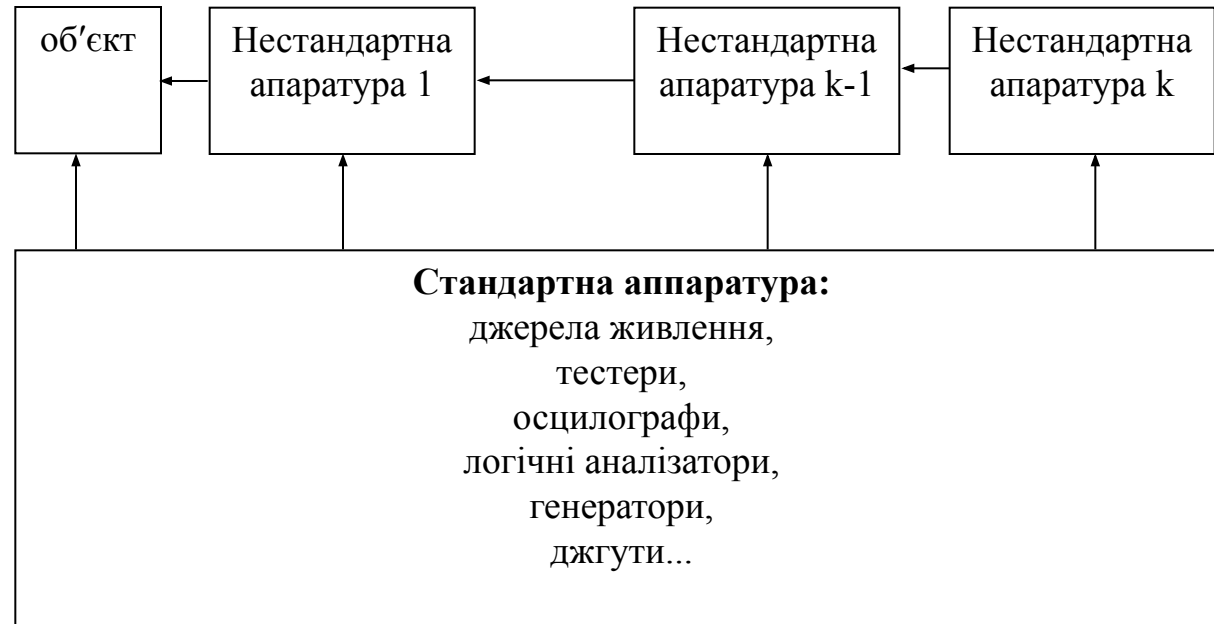 об′єкт
Нестандартна
апаратура 1
Нестандартна
апаратура k-1
Нестандартна
апаратура k
Стандартна аппаратура:
джерела живлення,
тестери,
осцилографи,
логічні аналізатори,
генератори,
джгути...